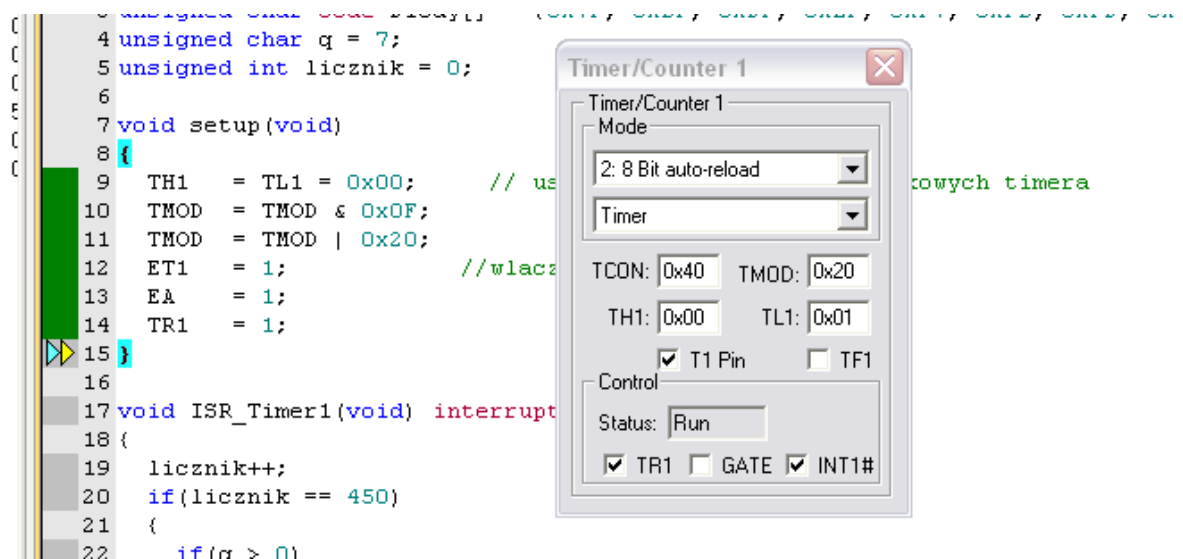 4 unsigned char q = 7;
5 unsigned int licznik = 0;
6
7 void setup(void)
8 {
9 TH1 = TL1 = 0x00; // us
10 TMOD = TMOD & 0x0F;
11 TMOD = TMOD | 0x20;
12 ET1 = 1; //wlacz
13 EA = 1;
14 TR1 = 1;
15 }
16
17 void ISR_Timer1(void) interrupt
18 {
19 licznik++;
20 if(licznik == 450)
21 {
22 if(q > 0)
kowych timera
Timer/Counter 1
Timer/Counter 1
Mode
2: 8 Bit auto-reload
Timer
TCON: 0x40 TMOD: 0x20
TH1: 0x00 TL1: 0x01
T1 Pin TF1
Control
Status: Run
TR1 GATE INT1#